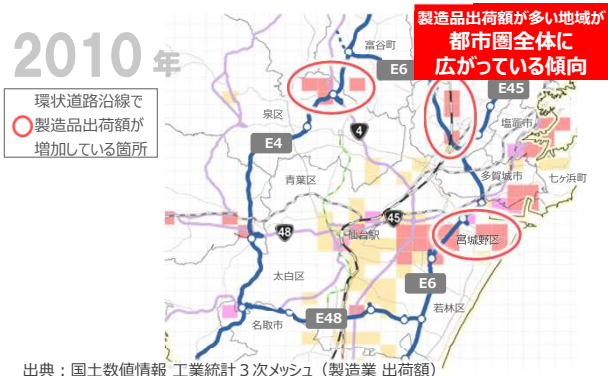 2010年
環状道路沿線で
製造品出荷額が
増加している箇所
製造品出荷額が多い地域が
都市圏全体に
広がっている傾向
富谷町
E6
E45
泉区
塩竈市
E4
4
多賀城市
七ヶ浜町
青葉区
45
48
仙台駅
宮城野区
太白区
E6
若林区
E48
名取市
出典：国土数値情報 工業統計３次メッシュ（製造業 出荷額）